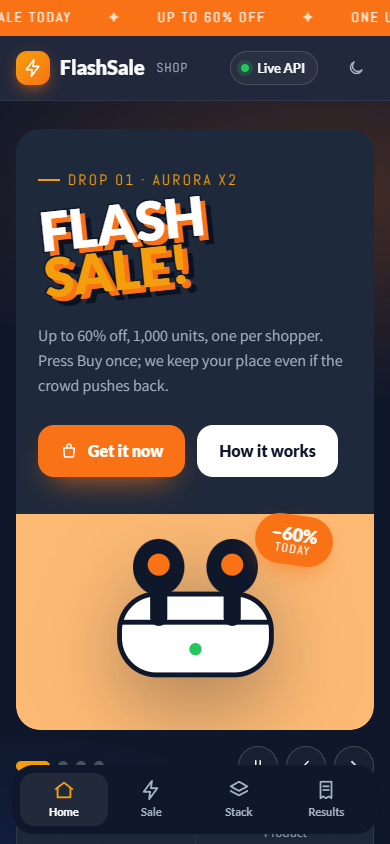 ALE TODAY ✦ UP TO 60% OFF ✦ ONE
FlashSale SHOP
Live API
DROP 01 · AURORA X2
FLASH
SALE!
Up to 60% off, 1,000 units, one per shopper.
Press Buy once; we keep your place even if the
crowd pushes back.
Get it now
How it works
−60%
TODAY
Home
Sale
Stack
Results
Product